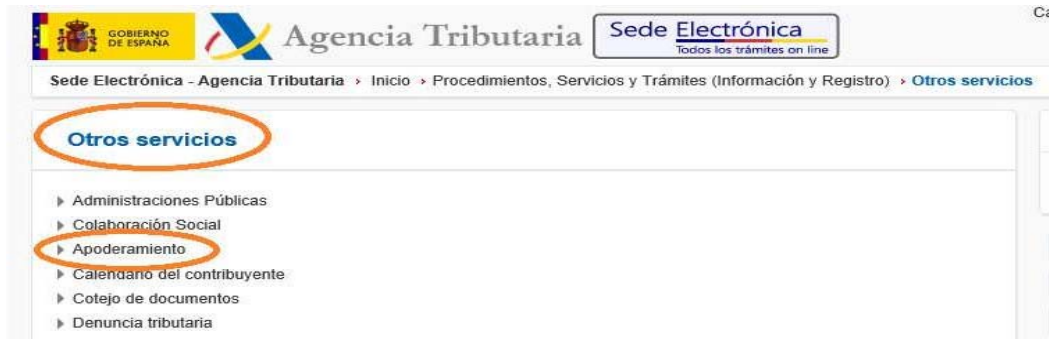 GOBIERNO
DE ESPAÑA
Agencia Tributaria
Sede Electrónica
Todos los trámites on line
Sede Electrónica - Agencia Tributaria › Inicio › Procedimientos, Servicios y Trámites (Información y Registro) › Otros servicios
Otros servicios
Administraciones Públicas
Colaboración Social
Apoderamiento
Calendario del contribuyente
Cotejo de documentos
Denuncia tributaria